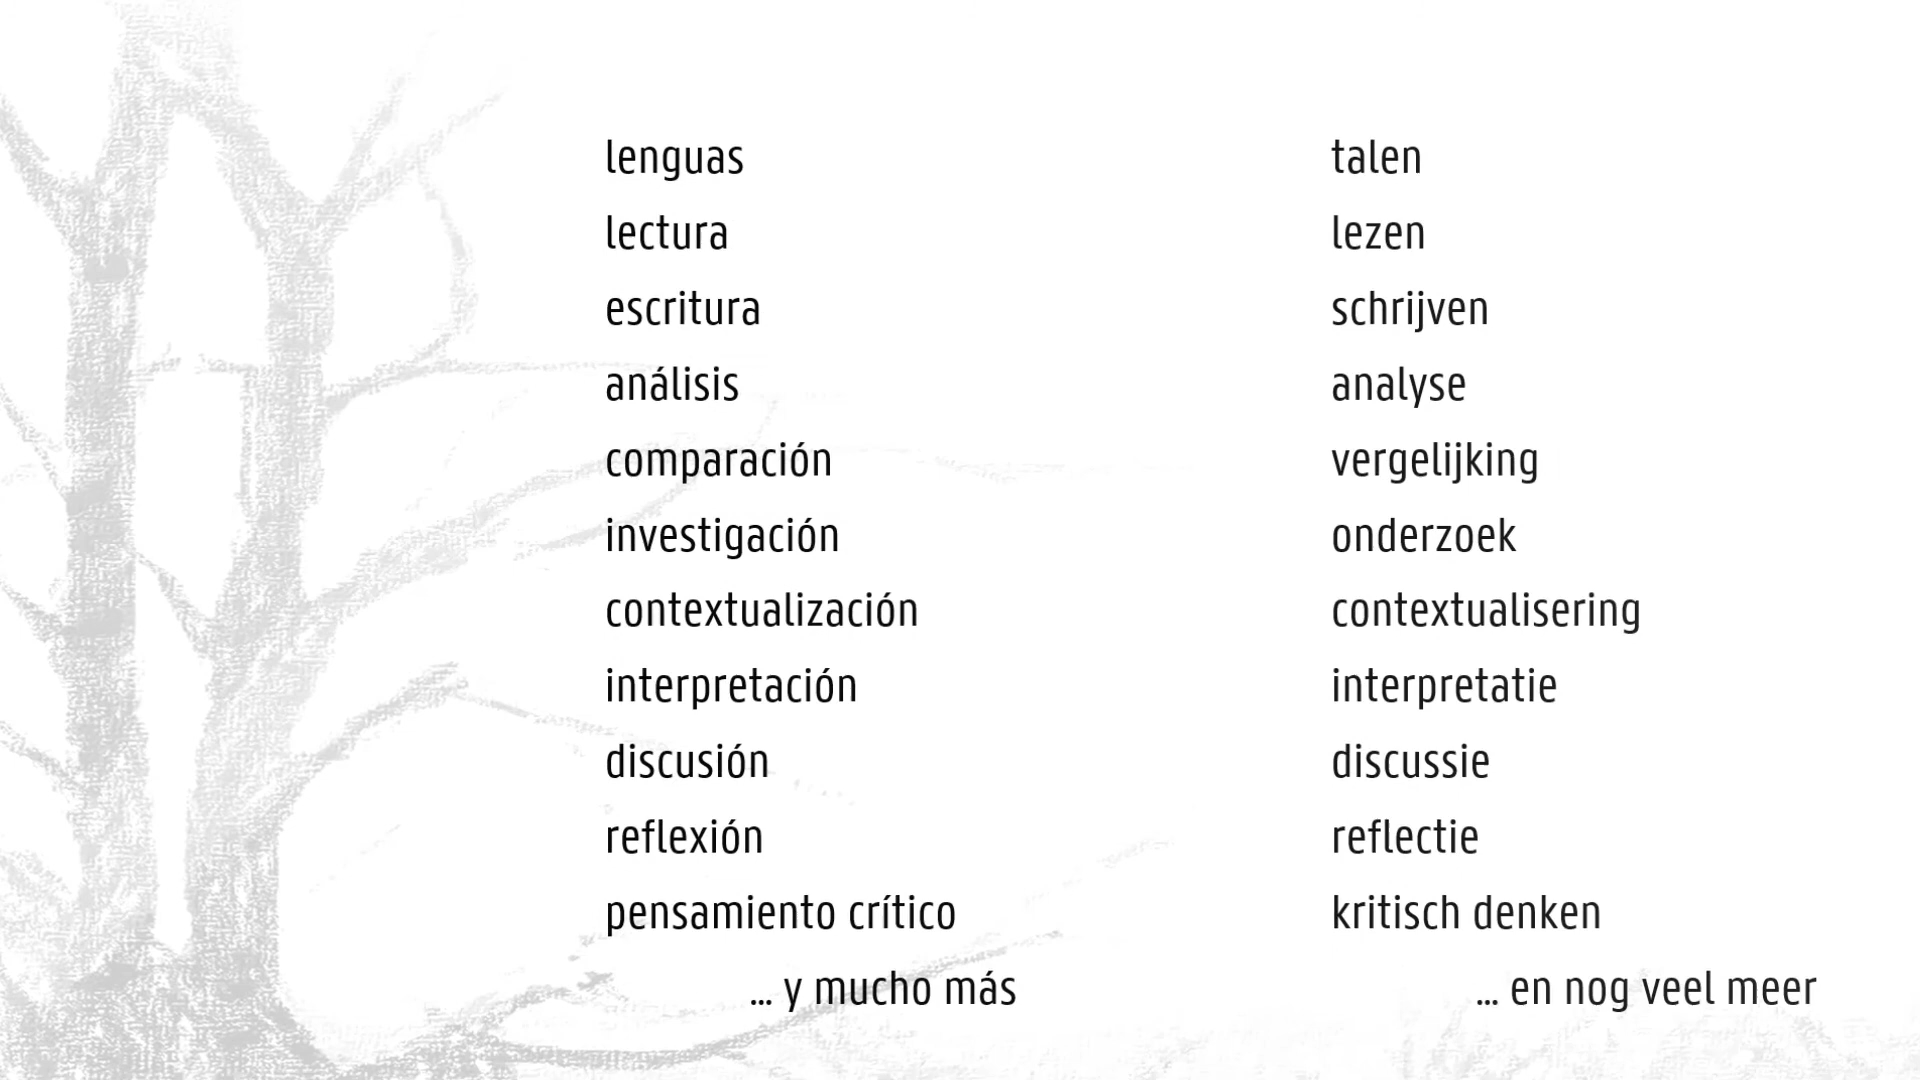 lenguas
lectura
escritura
análisis
comparación
investigación
contextualización
interpretación
discusión
reflexión
pensamiento crítico
... y mucho más
talen
lezen
schrijven
analyse
vergelijking
onderzoek
contextualisering
interpretatie
discussie
reflectie
kritisch denken
... en nog veel meer